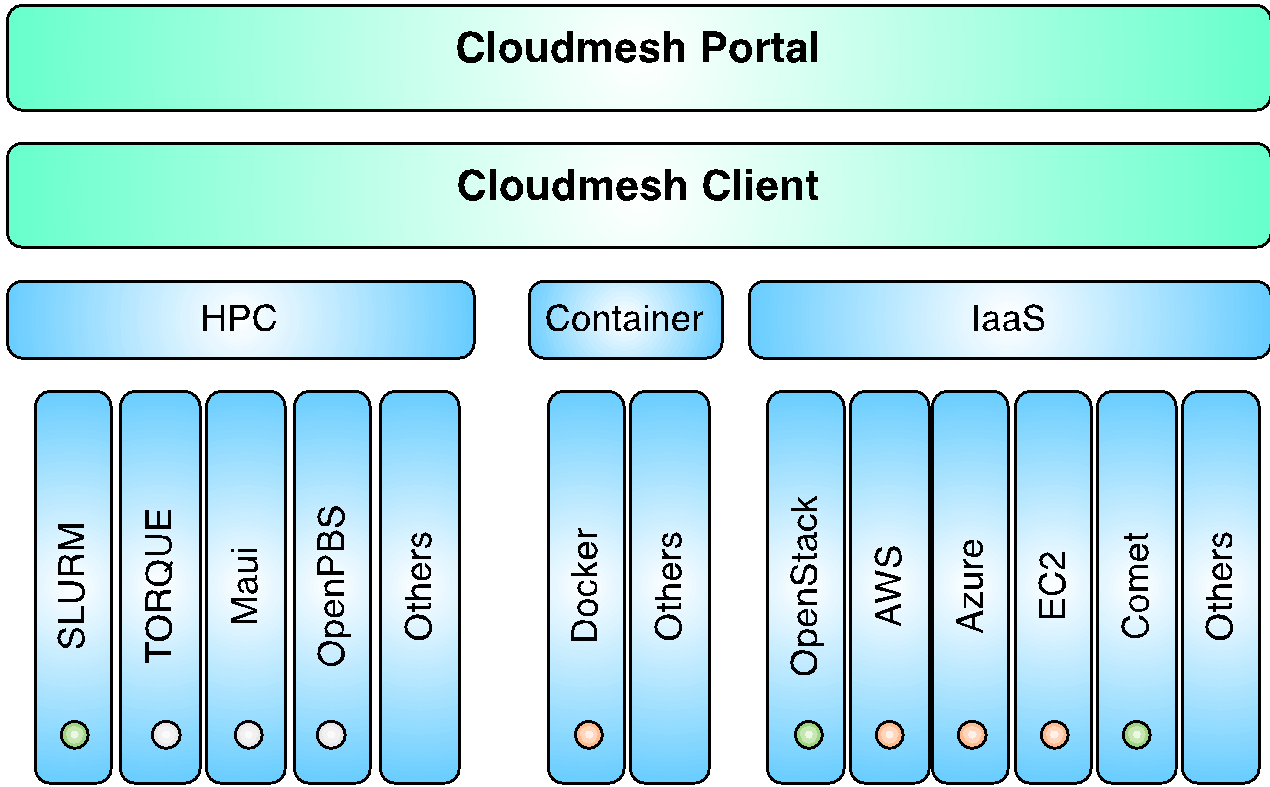 Cloudmesh Portal
Cloudmesh Client
HPC
Container
IaaS
SLURM
TORQUE
Maui
OpenPBS
Others
Docker
Others
OpenStack
AWS
Azure
EC2
Comet
Others